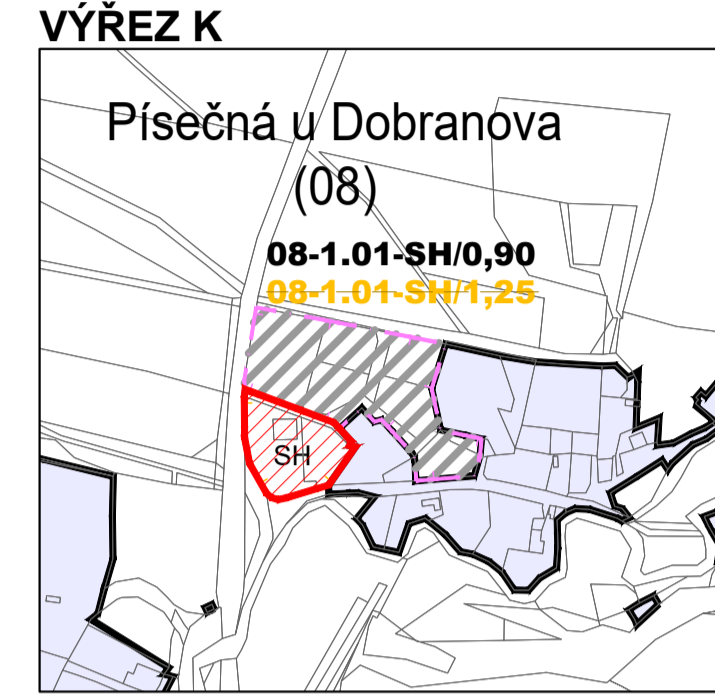 VÝŘEZ K
Písečná u Dobranova
(08)
08-1.01-SH/0,90
08-1.01-SH/1,25
SH